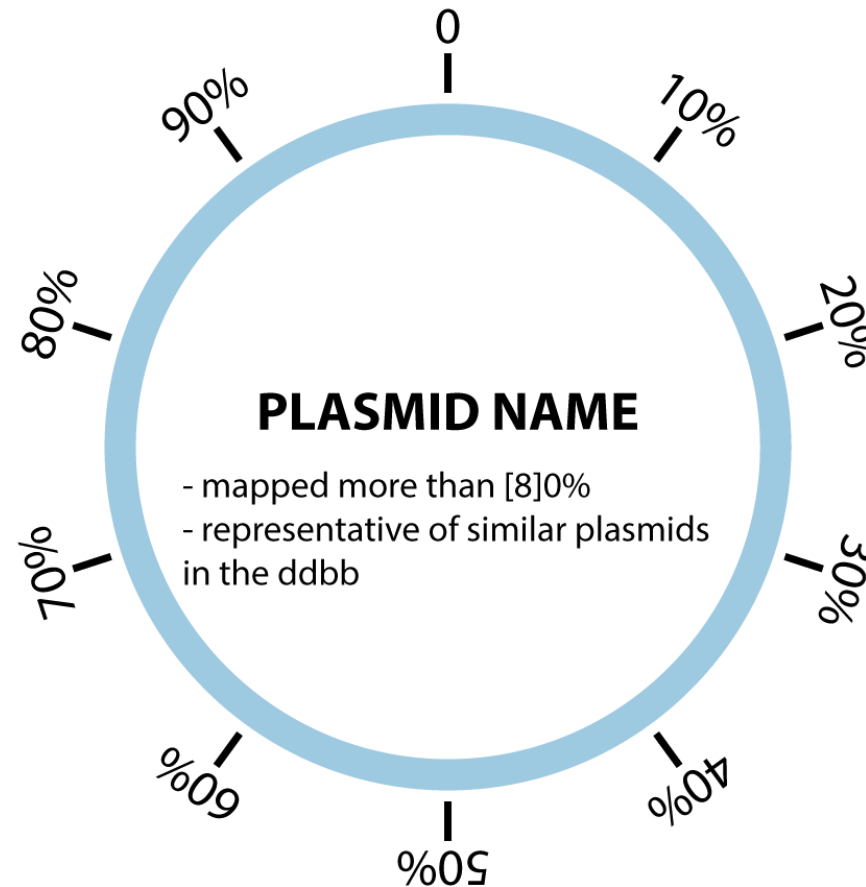 0
10%
20%
30%
40%
50%
60%
70%
80%
90%
PLASMID NAME
- mapped more than [8]0%
- representative of similar plasmids
in the ddbb